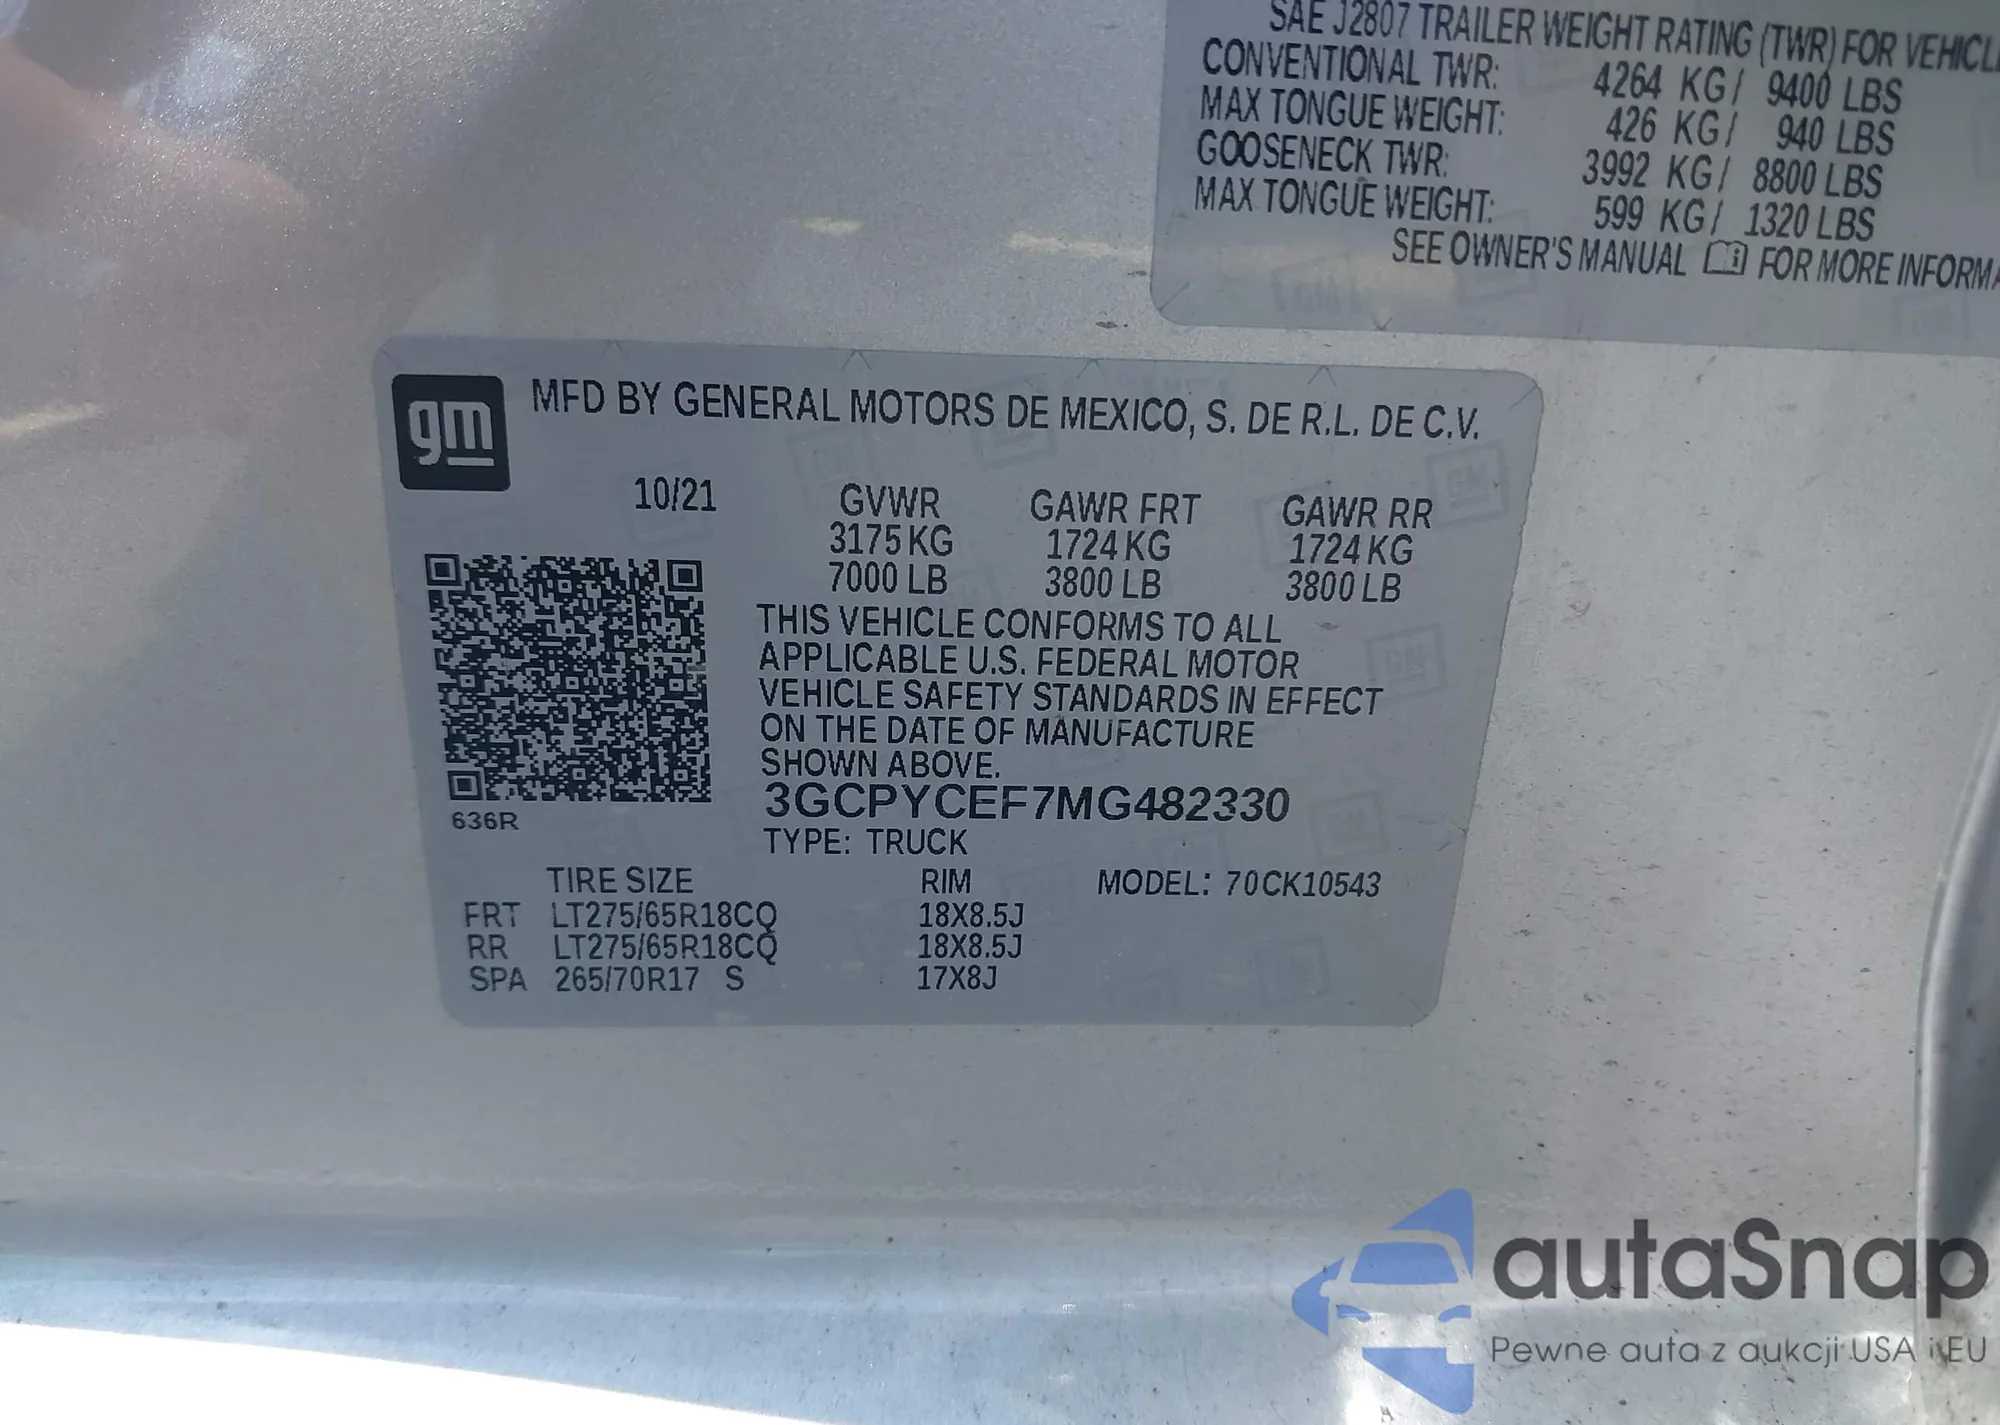 SAE J2807 TRAILER WEIGHT RATING (TWR) FOR
CONVENTIONAL TWR: 4264 KG/ 9400 LBS
MAX TONGUE WEIGHT: 426 KG/ 940 LBS
GOOSENECK TWR: 3992 KG/ 8800 LBS
MAX TONGUE WEIGHT: 599 KG/ 1320 LBS
SEE OWNER'S MANUAL FOR MORE
gm
MFD BY GENERAL MOTORS DE MEXICO, S. DE R.L. DE C.V.
10/21 GVWR GAWR FRT GAWR RR
3175 KG 1724 KG 1724 KG
7000 LB 3800 LB 3800 LB
THIS VEHICLE CONFORMS TO ALL
APPLICABLE U.S. FEDERAL MOTOR
VEHICLE SAFETY STANDARDS IN EFFECT
ON THE DATE OF MANUFACTURE
SHOWN ABOVE.
3GCPYCEF7MG482330
636R
TYPE: TRUCK
TIRE SIZE RIM MODEL: 70CK10543
FRT LT275/65R18CQ 18X8.5J
RR LT275/65R18CQ 18X8.5J
SPA 265/70R17 S 17X8J
autaSnap
Pewne auta z aukcji USA i EU